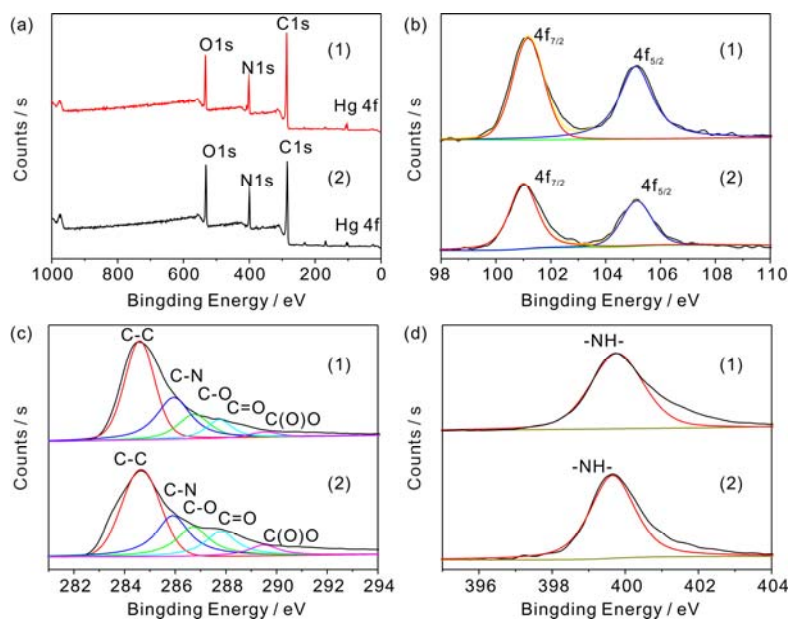 (a)
C1s
O1s
(1)
N1s
Hg 4f
O1s
N1s
C1s
(2)
Hg 4f
Counts / s
1000 800 600 400 200 0
Bingding Energy / eV
(b)
4f7/2
4f5/2
(1)
4f7/2
4f5/2
(2)
Counts / s
98 100 102 104 106 108 110
Bingding Energy / eV
(c)
C-C
(1)
C-N
C-O
C=O
C(O)O
C-C
(2)
C-N
C-O
C=O
C(O)O
Counts / s
282 284 286 288 290 292 294
Bingding Energy / eV
(d)
-NH-
(1)
-NH-
(2)
Counts / s
396 398 400 402 404
Bingding Energy / eV